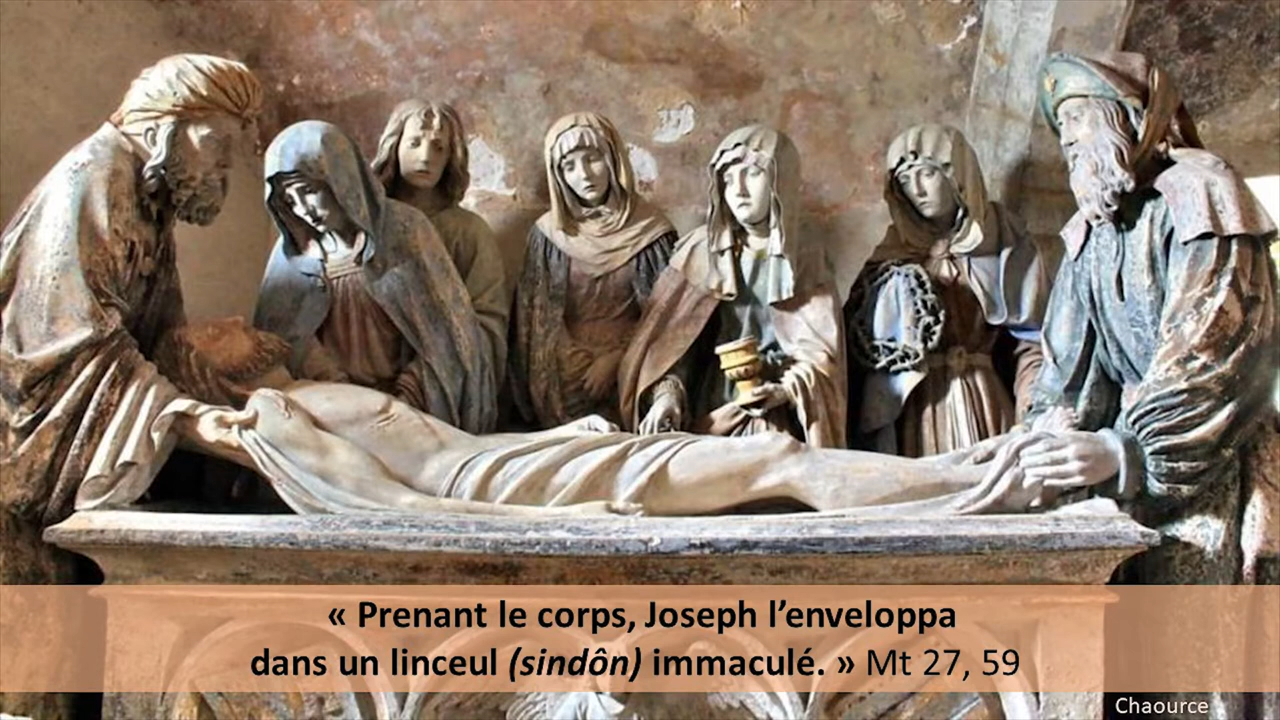 « Prenant le corps, Joseph l’enveloppa
dans un linceul (sindôn) immaculé. » Mt 27, 59
Chaource